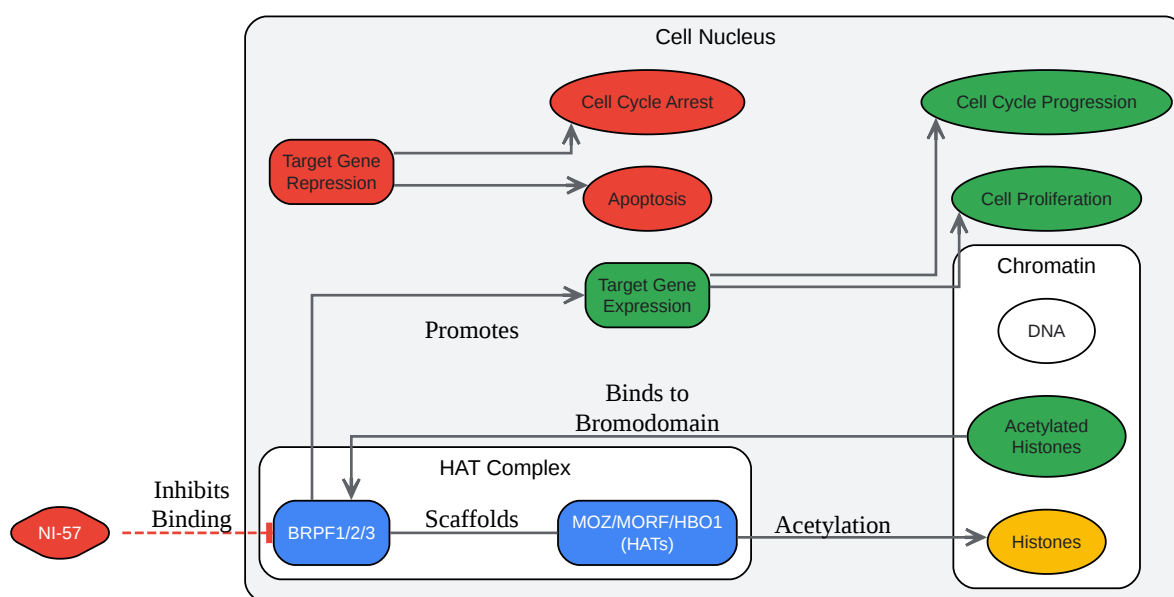 Cell Nucleus
Cell Cycle Arrest
Cell Cycle Progression
Target Gene
Repression
Apoptosis
Cell Proliferation
Chromatin
Target Gene
Expression
Promotes
DNA
Binds to
Bromodomain
Acetylated
Histones
HAT Complex
NI-57
Inhibits
Binding
BRPF1/2/3
Scaffolds
MOZ/MORF/HBO1
(HATs)
Acetylation
Histones